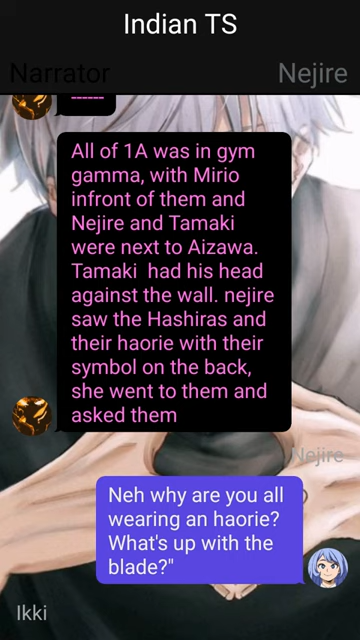 Indian TS
Narrator
Nejire
------
All of 1A was in gym
gamma, with Mirio
infront of them and
Nejire and Tamaki
were next to Aizawa.
Tamaki  had his head
against the wall. nejire
saw the Hashiras and
their haorie with their
symbol on the back,
she went to them and
asked them
Nejire
Neh why are you all
wearing an haorie?
What's up with the
blade?"
Ikki